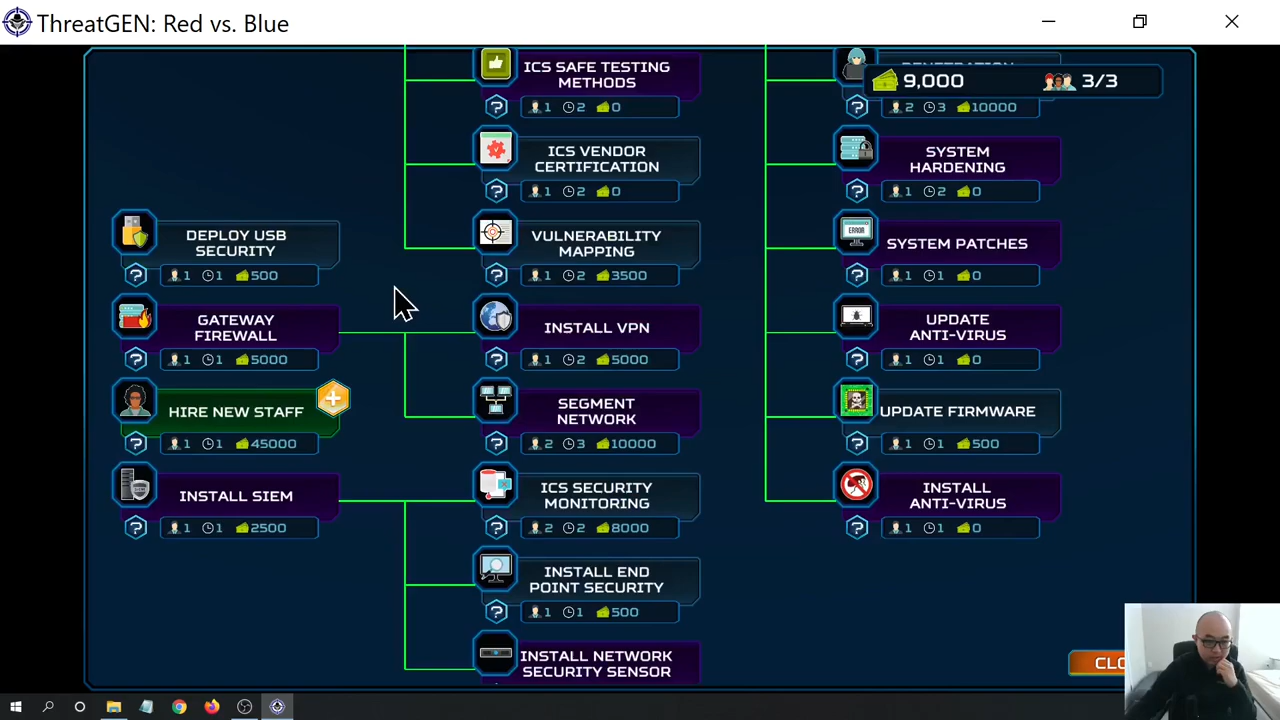 ThreatGEN: Red vs. Blue
9,000
3/3
ICS SAFE TESTING
METHODS
1 2 0
2 3 10000
ICS VENDOR
CERTIFICATION
1 2 0
SYSTEM
HARDENING
1 2 0
DEPLOY USB
SECURITY
1 1 500
VULNERABILITY
MAPPING
1 2 3500
SYSTEM PATCHES
1 1 0
GATEWAY
FIREWALL
1 1 5000
INSTALL VPN
1 2 5000
UPDATE
ANTI-VIRUS
1 1 0
HIRE NEW STAFF
1 1 45000
SEGMENT
NETWORK
2 3 10000
UPDATE FIRMWARE
1 1 500
INSTALL SIEM
1 1 2500
ICS SECURITY
MONITORING
2 2 8000
INSTALL
ANTI-VIRUS
1 1 0
INSTALL END
POINT SECURITY
1 1 500
INSTALL NETWORK
SECURITY SENSOR
CLO